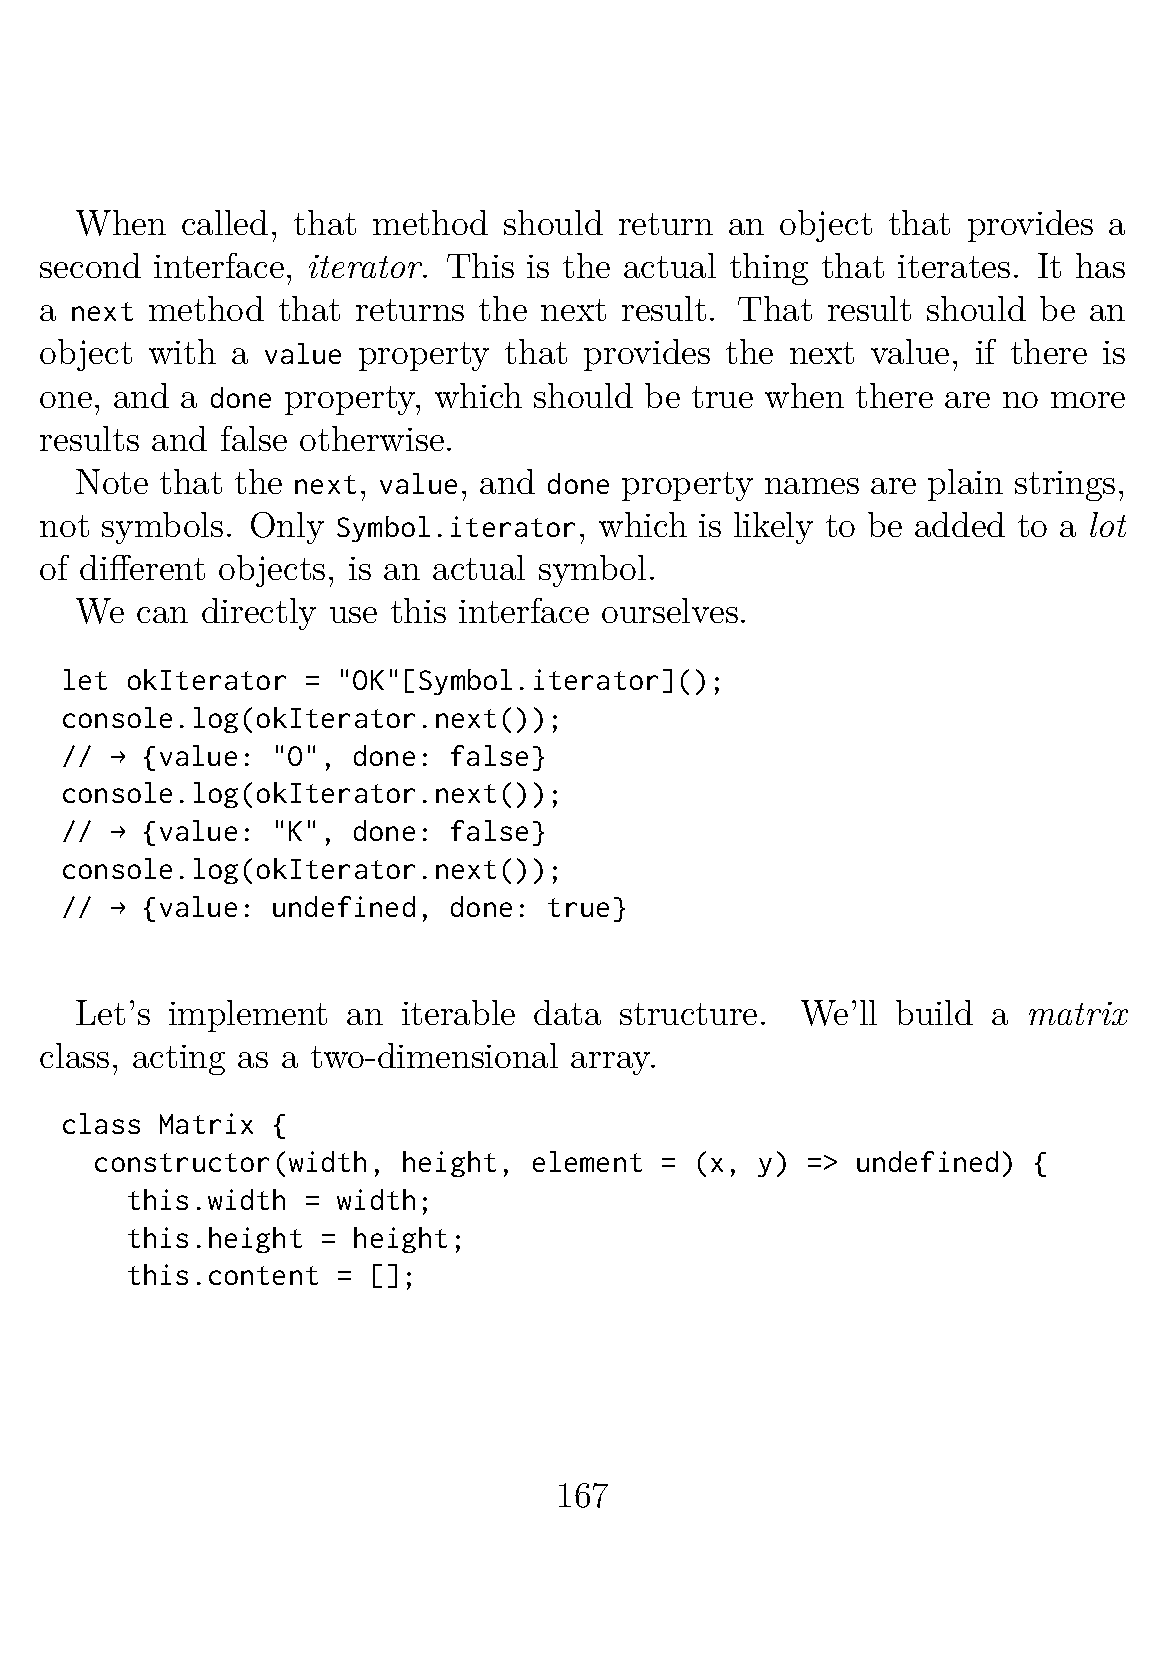 When called, that method should return an object that provides a
second interface, iterator. This is the actual thing that iterates. It has
a next method that returns the next result. That result should be an
object with a value property that provides the next value, if there is
one, and a done property, which should be true when there are no more
results and false otherwise.
Note that the next, value, and done property names are plain strings,
not symbols. Only Symbol.iterator, which is likely to be added to a lot
of different objects, is an actual symbol.
We can directly use this interface ourselves.
let okIterator = "OK"[Symbol.iterator]();
console.log(okIterator.next());
// → {value: "O", done: false}
console.log(okIterator.next());
// → {value: "K", done: false}
console.log(okIterator.next());
// → {value: undefined, done: true}
Let’s implement an iterable data structure. We’ll build a matrix
class, acting as a two-dimensional array.
class Matrix {
  constructor(width, height, element = (x, y) => undefined) {
    this.width = width;
    this.height = height;
    this.content = [];
167